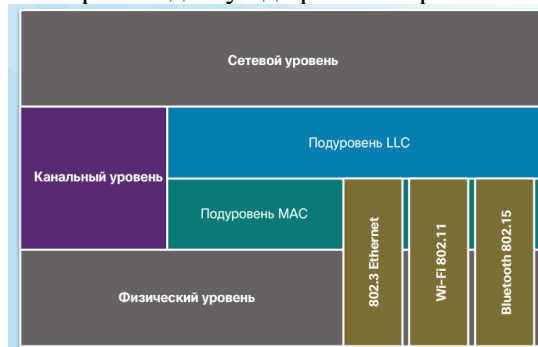 Сетевой уровень
Подуровень LLC
Канальный уровень
Подуровень MAC
802.3 Ethernet
Wi-Fi 802.11
Bluetooth 802.15
Физический уровень